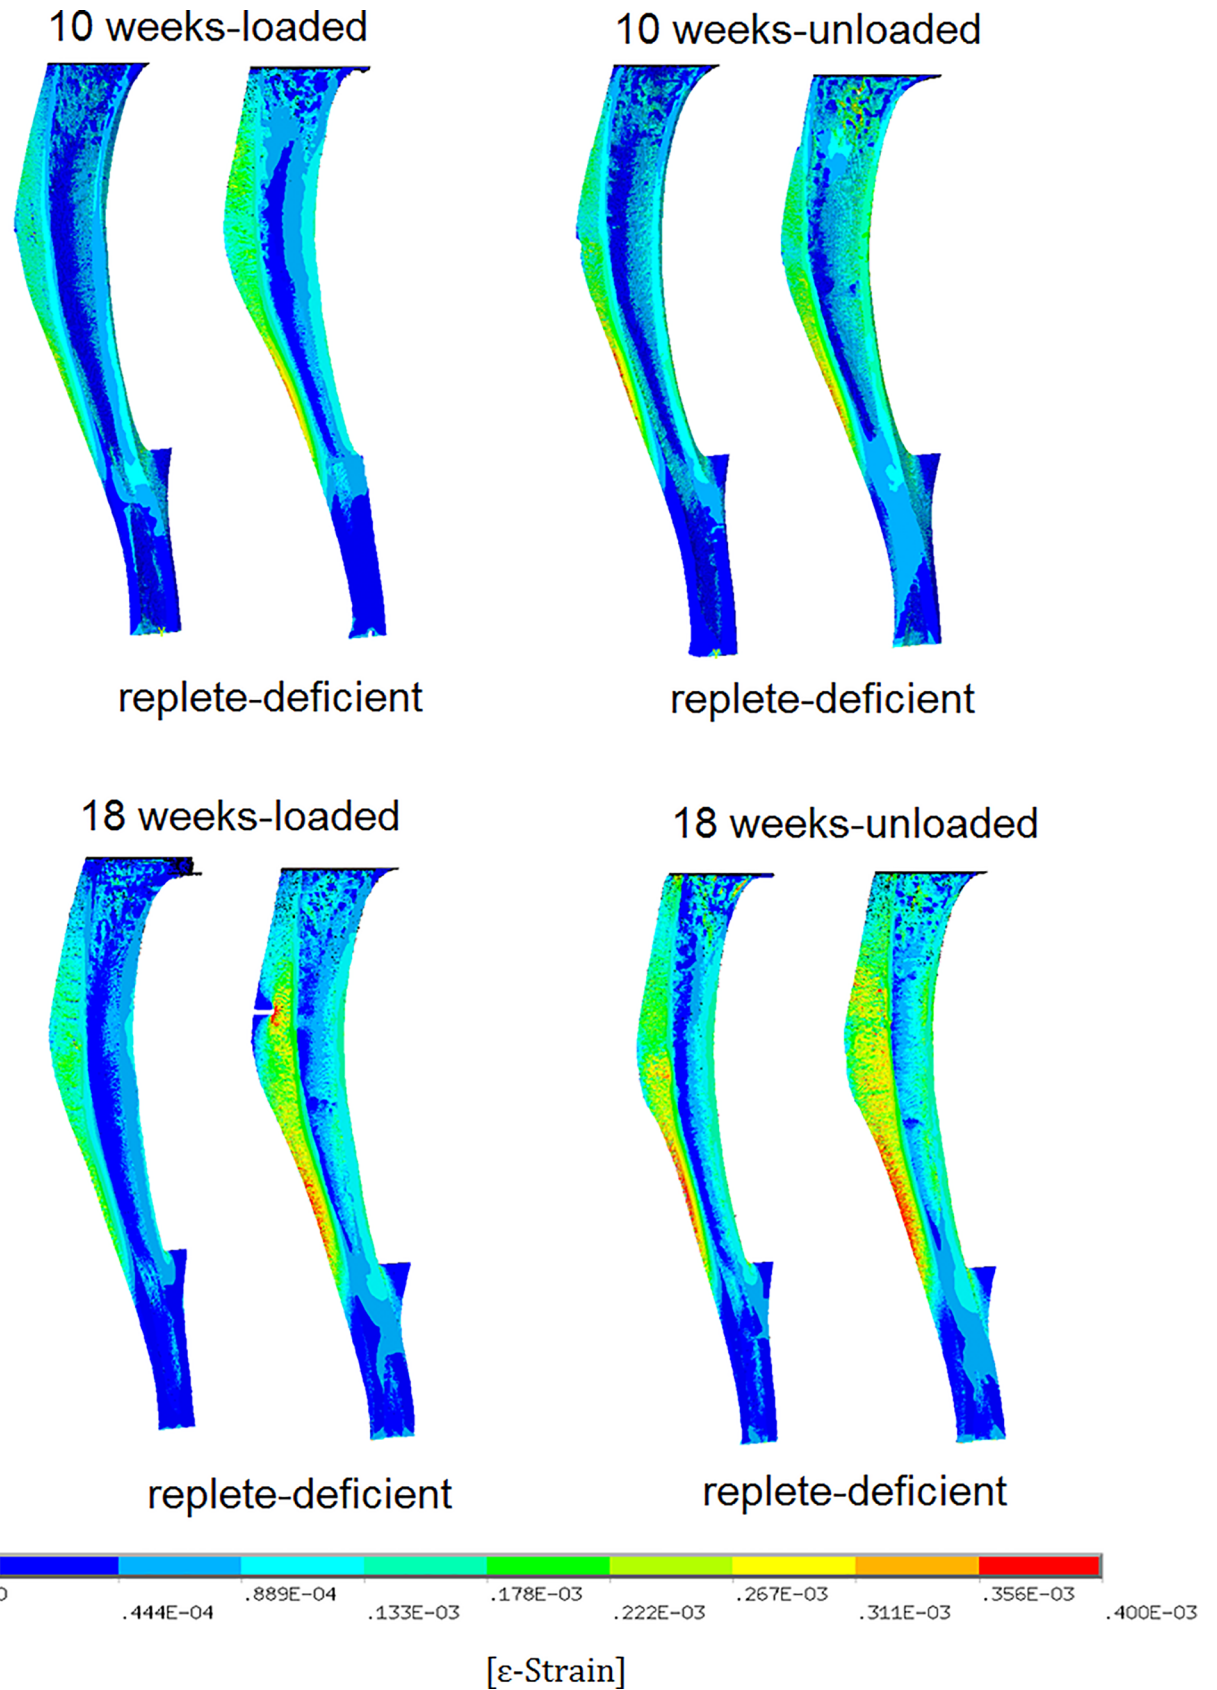 10 weeks-loaded
10 weeks-unloaded
replete-deficient
replete-deficient
18 weeks-loaded
18 weeks-unloaded
replete-deficient
replete-deficient
0 .889E-04 .178E-03 .267E-03 .356E-03
.444E-04 .133E-03 .222E-03 .311E-03 .400E-03
[ε-Strain]